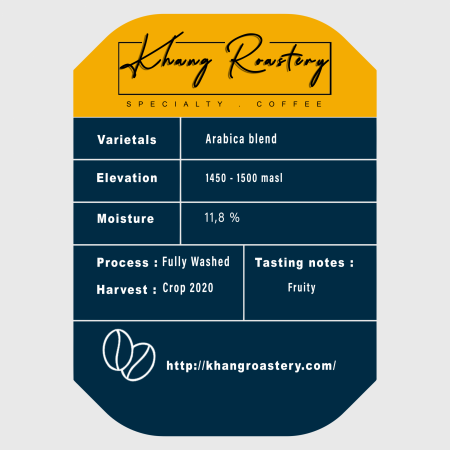 Khang Roastery
SPECIALTY . COFFEE
Varietals Arabica blend
Elevation 1450 - 1500 masl
Moisture 11,8 %
Process : Fully Washed
Harvest : Crop 2020
Tasting notes :
Fruity
http://khangroastery.com/